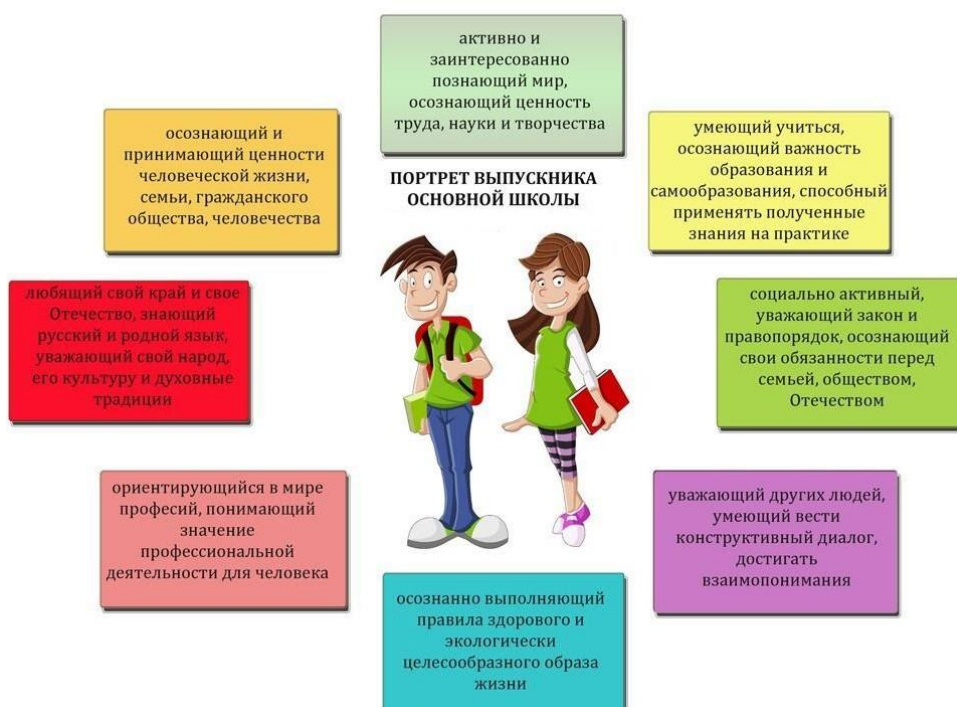 активно и
заинтересованно
познающий мир,
осознающий ценность
труда, науки и творчества
осознающий и
принимающий ценности
человеческой жизни,
семьи, гражданского
общества, человечества
умеющий учиться,
осознающий важность
образования и
самообразования, способный
применять полученные
знания на практике
ПОРТРЕТ ВЫПУСКНИКА
ОСНОВНОЙ ШКОЛЫ
любящий свой край и свое
Отечество, знающий
русский и родной язык,
уважающий свой народ,
его культуру и духовные
традиции
социально активный,
уважающий закон и
правопорядок, осознающий
свои обязанности перед
семьей, обществом,
Отечеством
ориентирующийся в мире
професий, понимающий
значение
профессиональной
деятельности для человека
уважающий других людей,
умеющий вести
конструктивный диалог,
достигать
взаимопонимания
осознанно выполняющий
правила здорового и
экологически
целесообразного образа
жизни